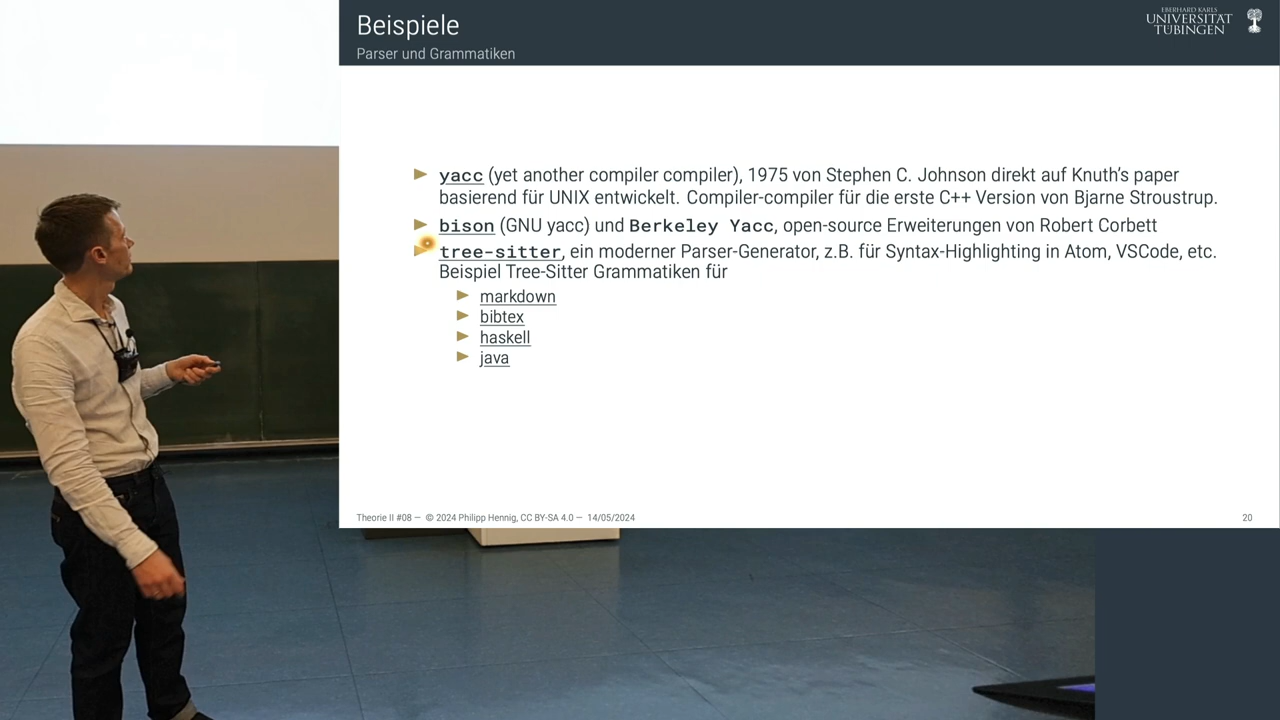 Beispiele
Parser und Grammatiken
EBERHARD KARLS
UNIVERSITÄT
TÜBINGEN
yacc (yet another compiler compiler), 1975 von Stephen C. Johnson direkt auf Knuth's paper
basierend für UNIX entwickelt. Compiler-compiler für die erste C++ Version von Bjarne Stroustrup.
bison (GNU yacc) und Berkeley Yacc, open-source Erweiterungen von Robert Corbett
tree-sitter, ein moderner Parser-Generator, z.B. für Syntax-Highlighting in Atom, VSCode, etc.
Beispiel Tree-Sitter Grammatiken für
markdown
bibtex
haskell
java
Theorie II #08 — © 2024 Philipp Hennig, CC BY-SA 4.0 — 14/05/2024
20